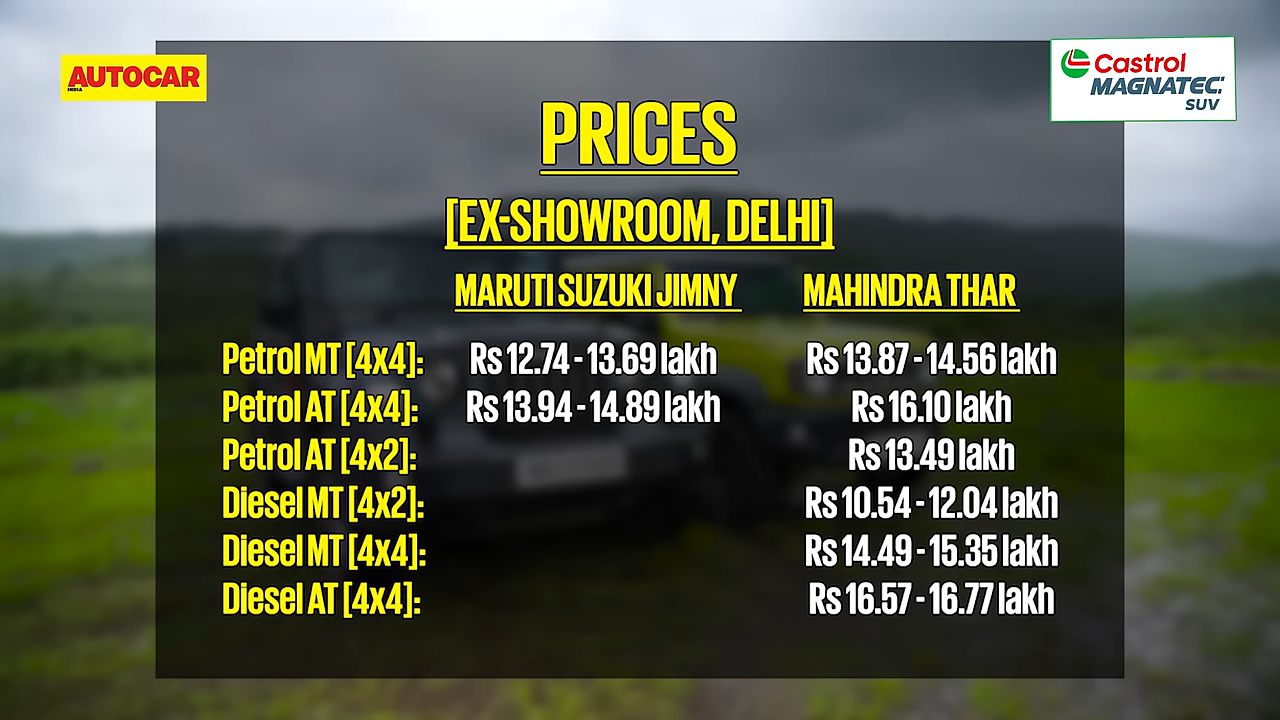 AUTOCAR
INDIA
Castrol
MAGNATEC
SUV
PRICES
[EX-SHOWROOM, DELHI]
MARUTI SUZUKI JIMNY MAHINDRA THAR
Petrol MT [4x4]: Rs 12.74 - 13.69 lakh Rs 13.87 - 14.56 lakh
Petrol AT [4x4]: Rs 13.94 - 14.89 lakh Rs 16.10 lakh
Petrol AT [4x2]: Rs 13.49 lakh
Diesel MT [4x2]: Rs 10.54 - 12.04 lakh
Diesel MT [4x4]: Rs 14.49 - 15.35 lakh
Diesel AT [4x4]: Rs 16.57 - 16.77 lakh